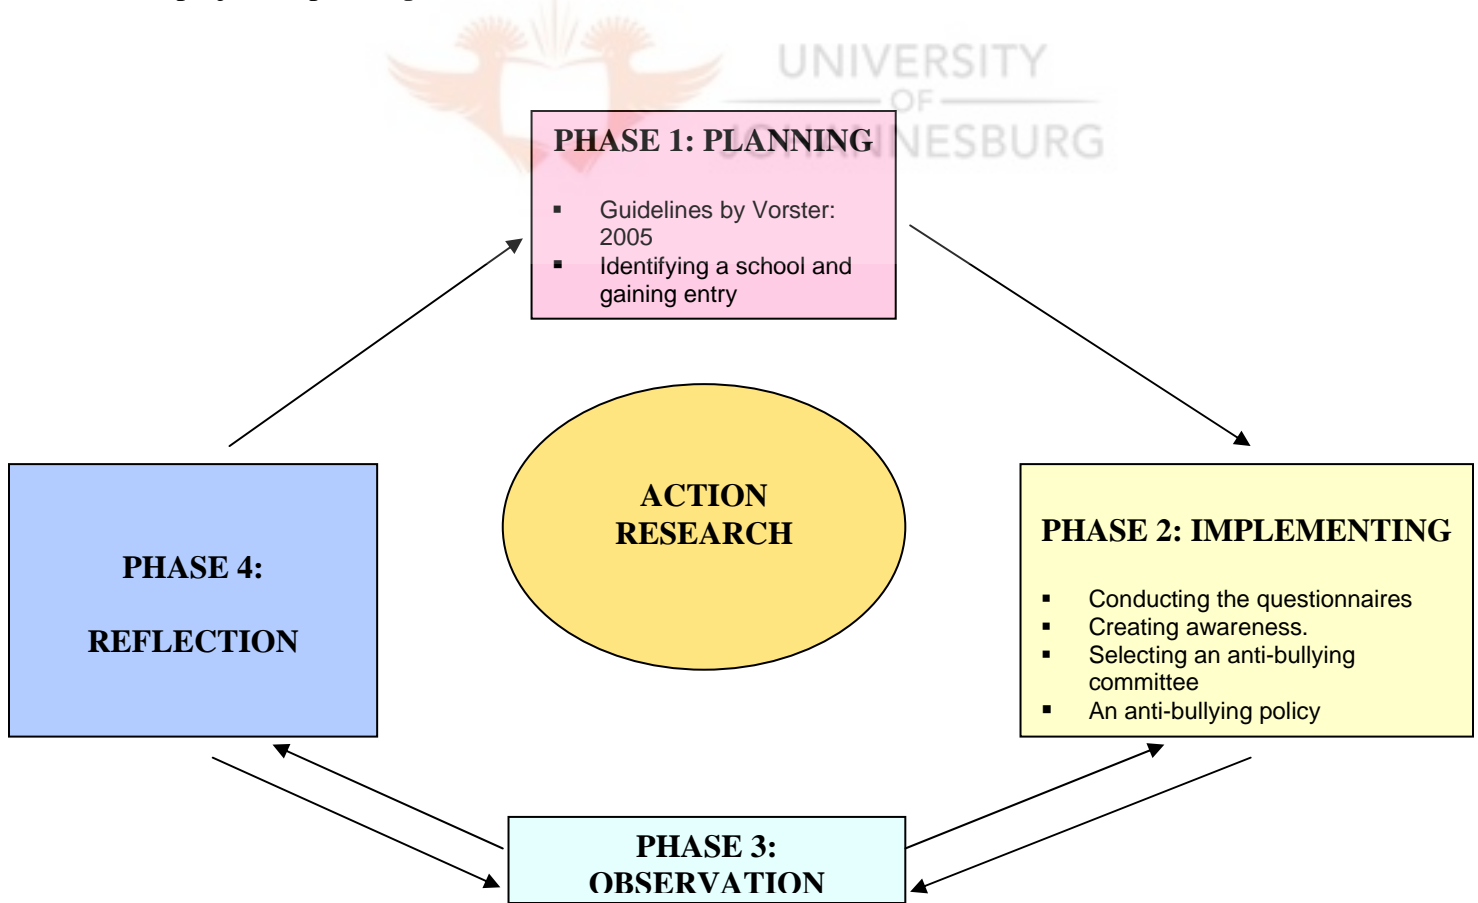 UNIVERSITY
OF
JOHANNESBURG
PHASE 1: PLANNING
▪ Guidelines by Vorster:
2005
▪ Identifying a school and
gaining entry
ACTION
RESEARCH
PHASE 2: IMPLEMENTING
▪ Conducting the questionnaires
▪ Creating awareness.
▪ Selecting an anti-bullying
committee
▪ An anti-bullying policy
PHASE 3:
OBSERVATION
PHASE 4:
REFLECTION